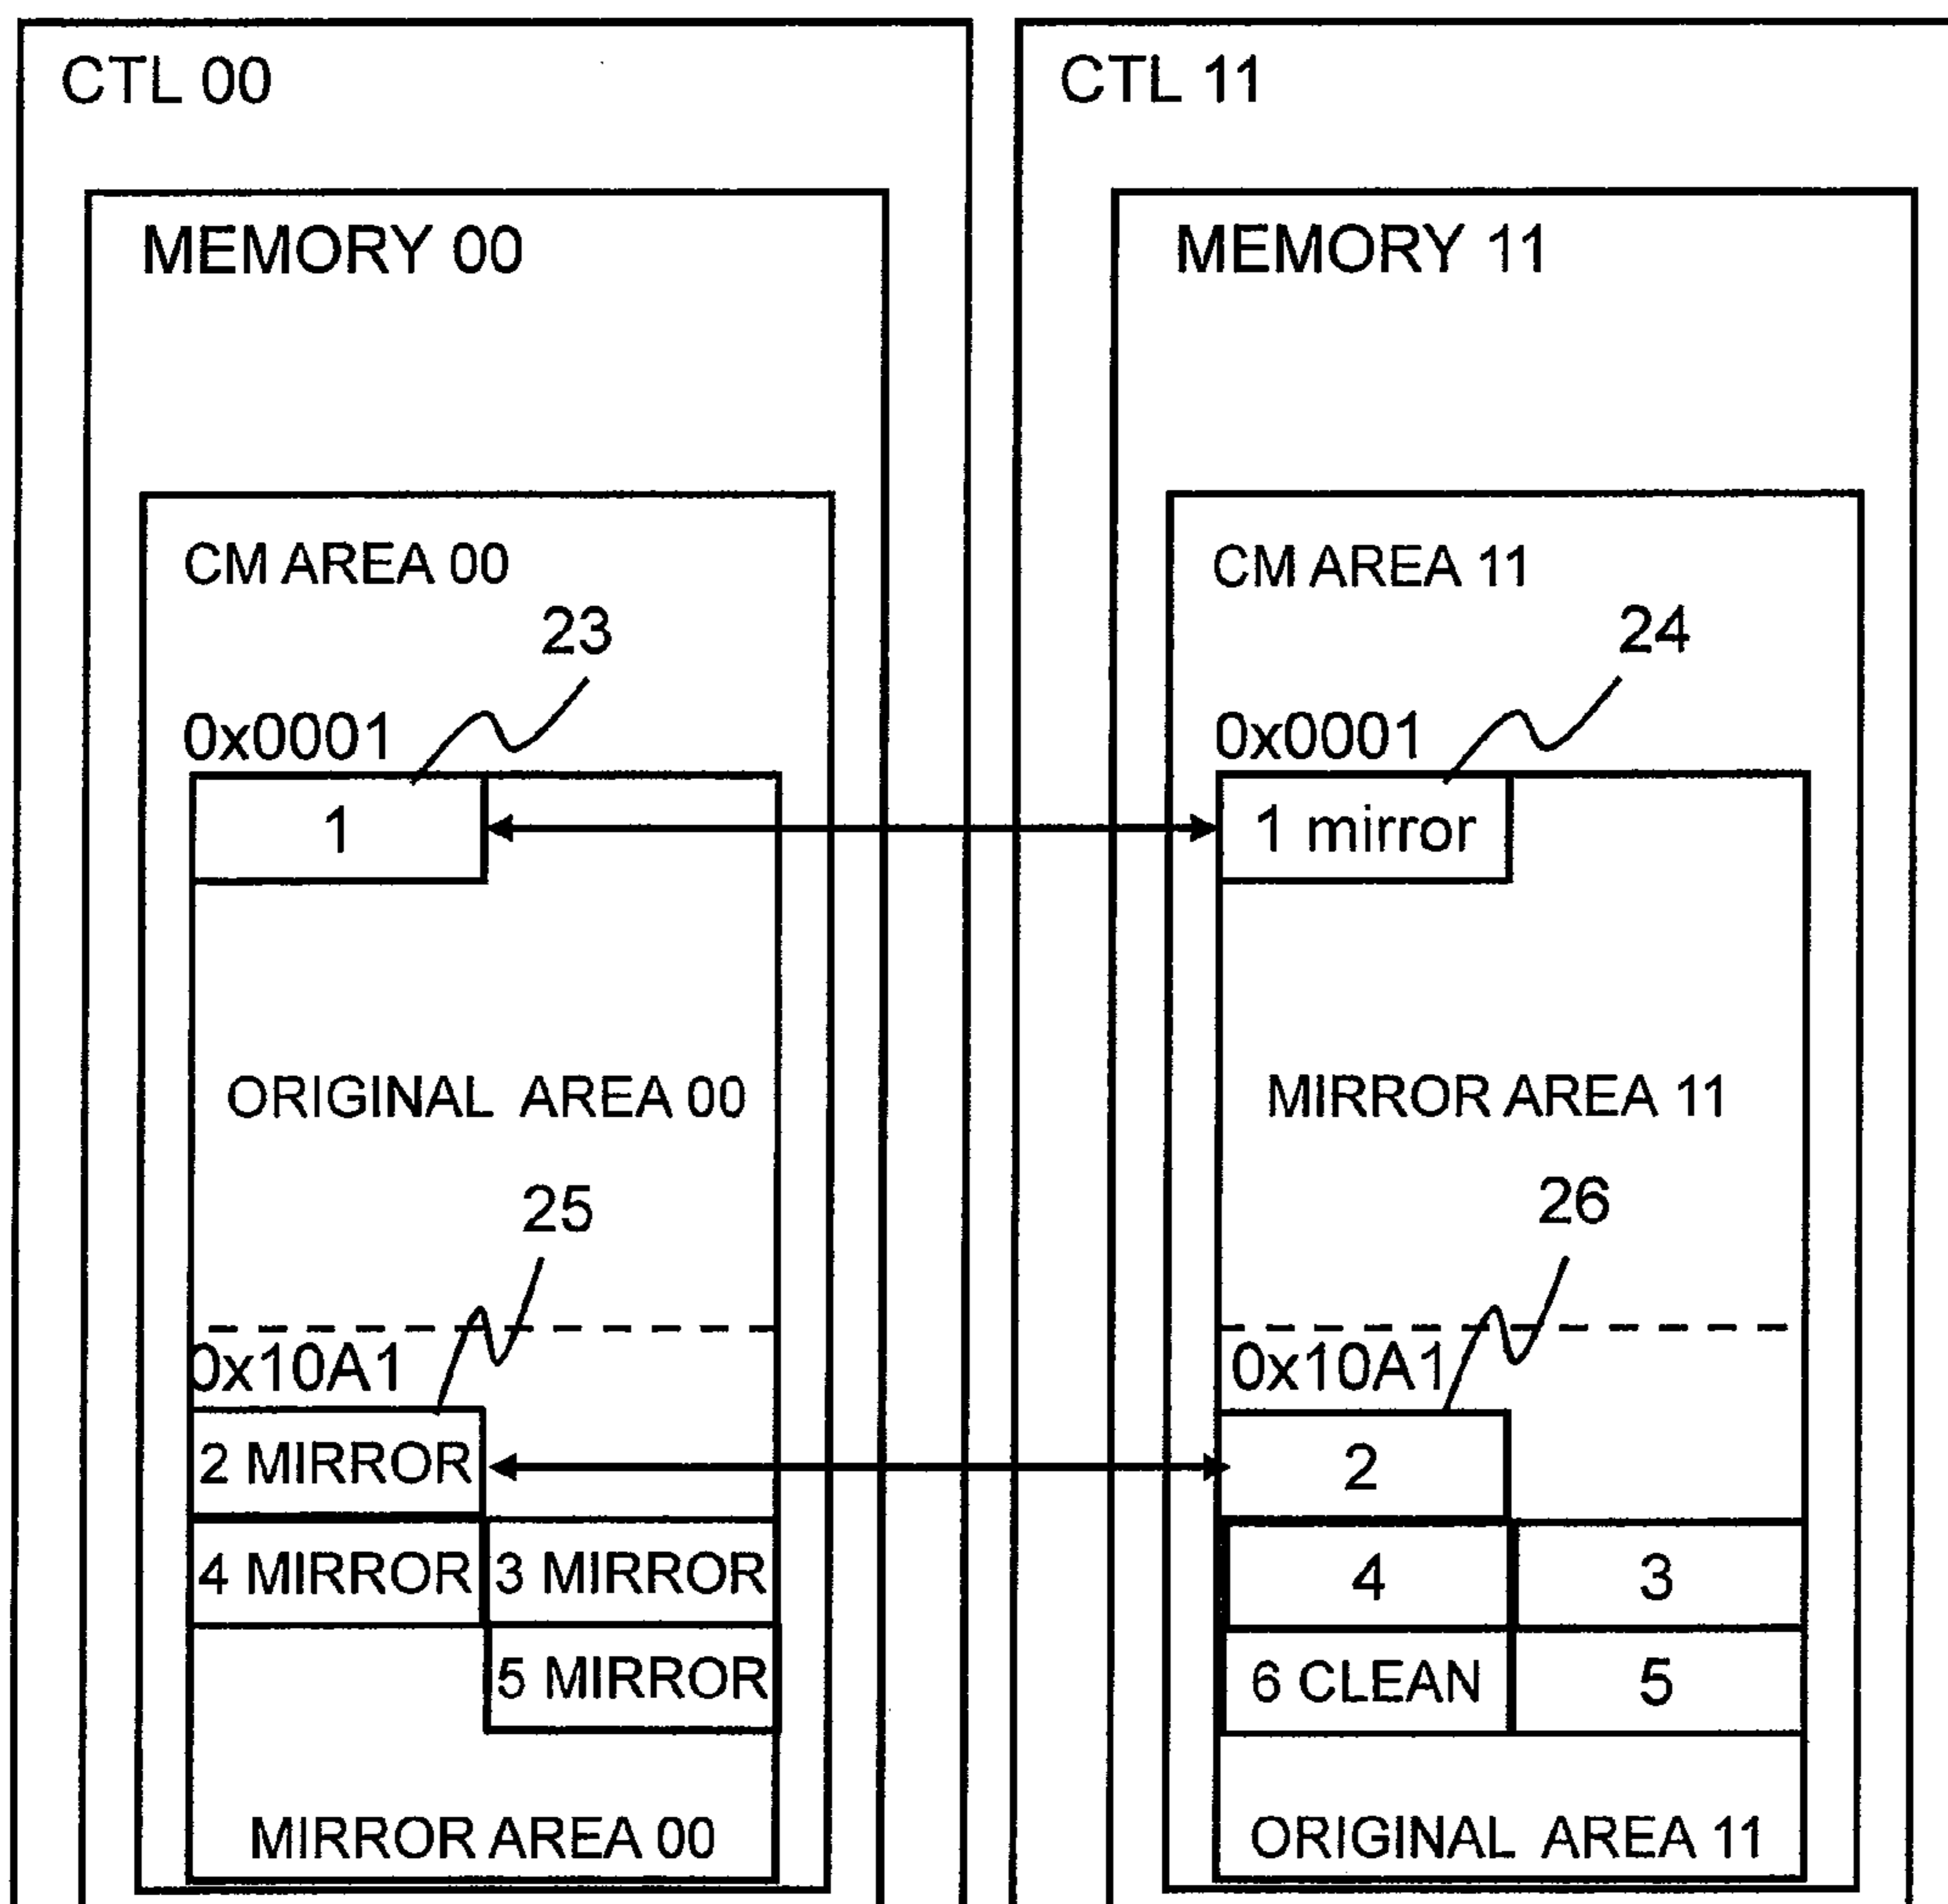 CTL 00
MEMORY 00
CM AREA 00
23
0x0001
1
ORIGINAL AREA 00
25
0x10A1
2 MIRROR
4 MIRROR 3 MIRROR
5 MIRROR
MIRROR AREA 00
CTL 11
MEMORY 11
CM AREA 11
24
0x0001
1 mirror
MIRROR AREA 11
26
0x10A1
2
4 3
6 CLEAN 5
ORIGINAL AREA 11